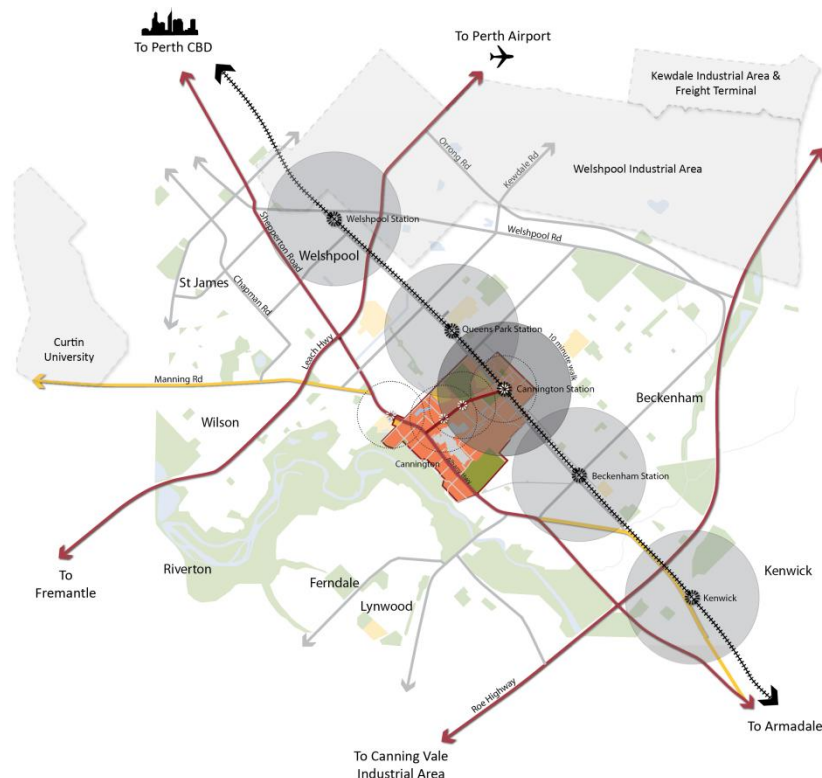 To Perth CBD
To Perth Airport
Kewdale Industrial Area &
Freight Terminal
Orrong Rd
Kewdale Rd
Welshpool Industrial Area
Welshpool Station
Shepperton Road
Welshpool Rd
Welshpool
St James
Chapman Rd
Queens Park Station
Leach Hwy
10 minute walk
Curtin
University
Manning Rd
Cannington Station
Beckenham
Wilson
Cannington
Beckenham Station
To
Fremantle
Riverton
Ferndale
Lynwood
Kenwick
Kenwick
Roe Highway
To Armadale
To Canning Vale
Industrial Area